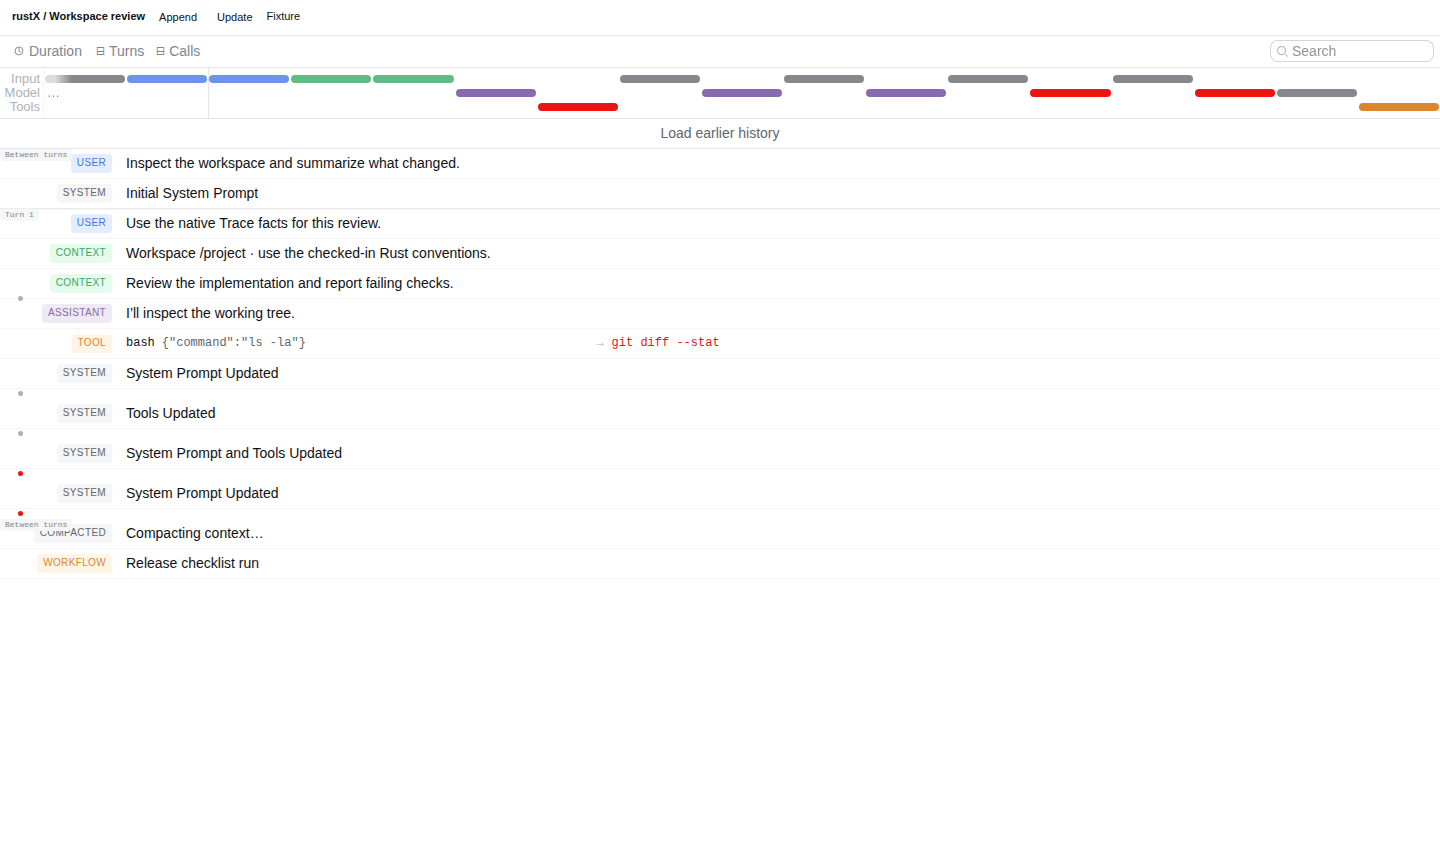 rustX / Workspace review Append Update Fixture
Duration Turns Calls Search
Input
Model ...
Tools
Load earlier history
Between turns
USER Inspect the workspace and summarize what changed.
SYSTEM Initial System Prompt
Turn 1
USER Use the native Trace facts for this review.
CONTEXT Workspace /project · use the checked-in Rust conventions.
CONTEXT Review the implementation and report failing checks.
ASSISTANT I’ll inspect the working tree.
TOOL bash {"command":"ls -la"} → git diff --stat
SYSTEM System Prompt Updated
SYSTEM Tools Updated
SYSTEM System Prompt and Tools Updated
SYSTEM System Prompt Updated
Between turns
COMPACTED Compacting context…
WORKFLOW Release checklist run